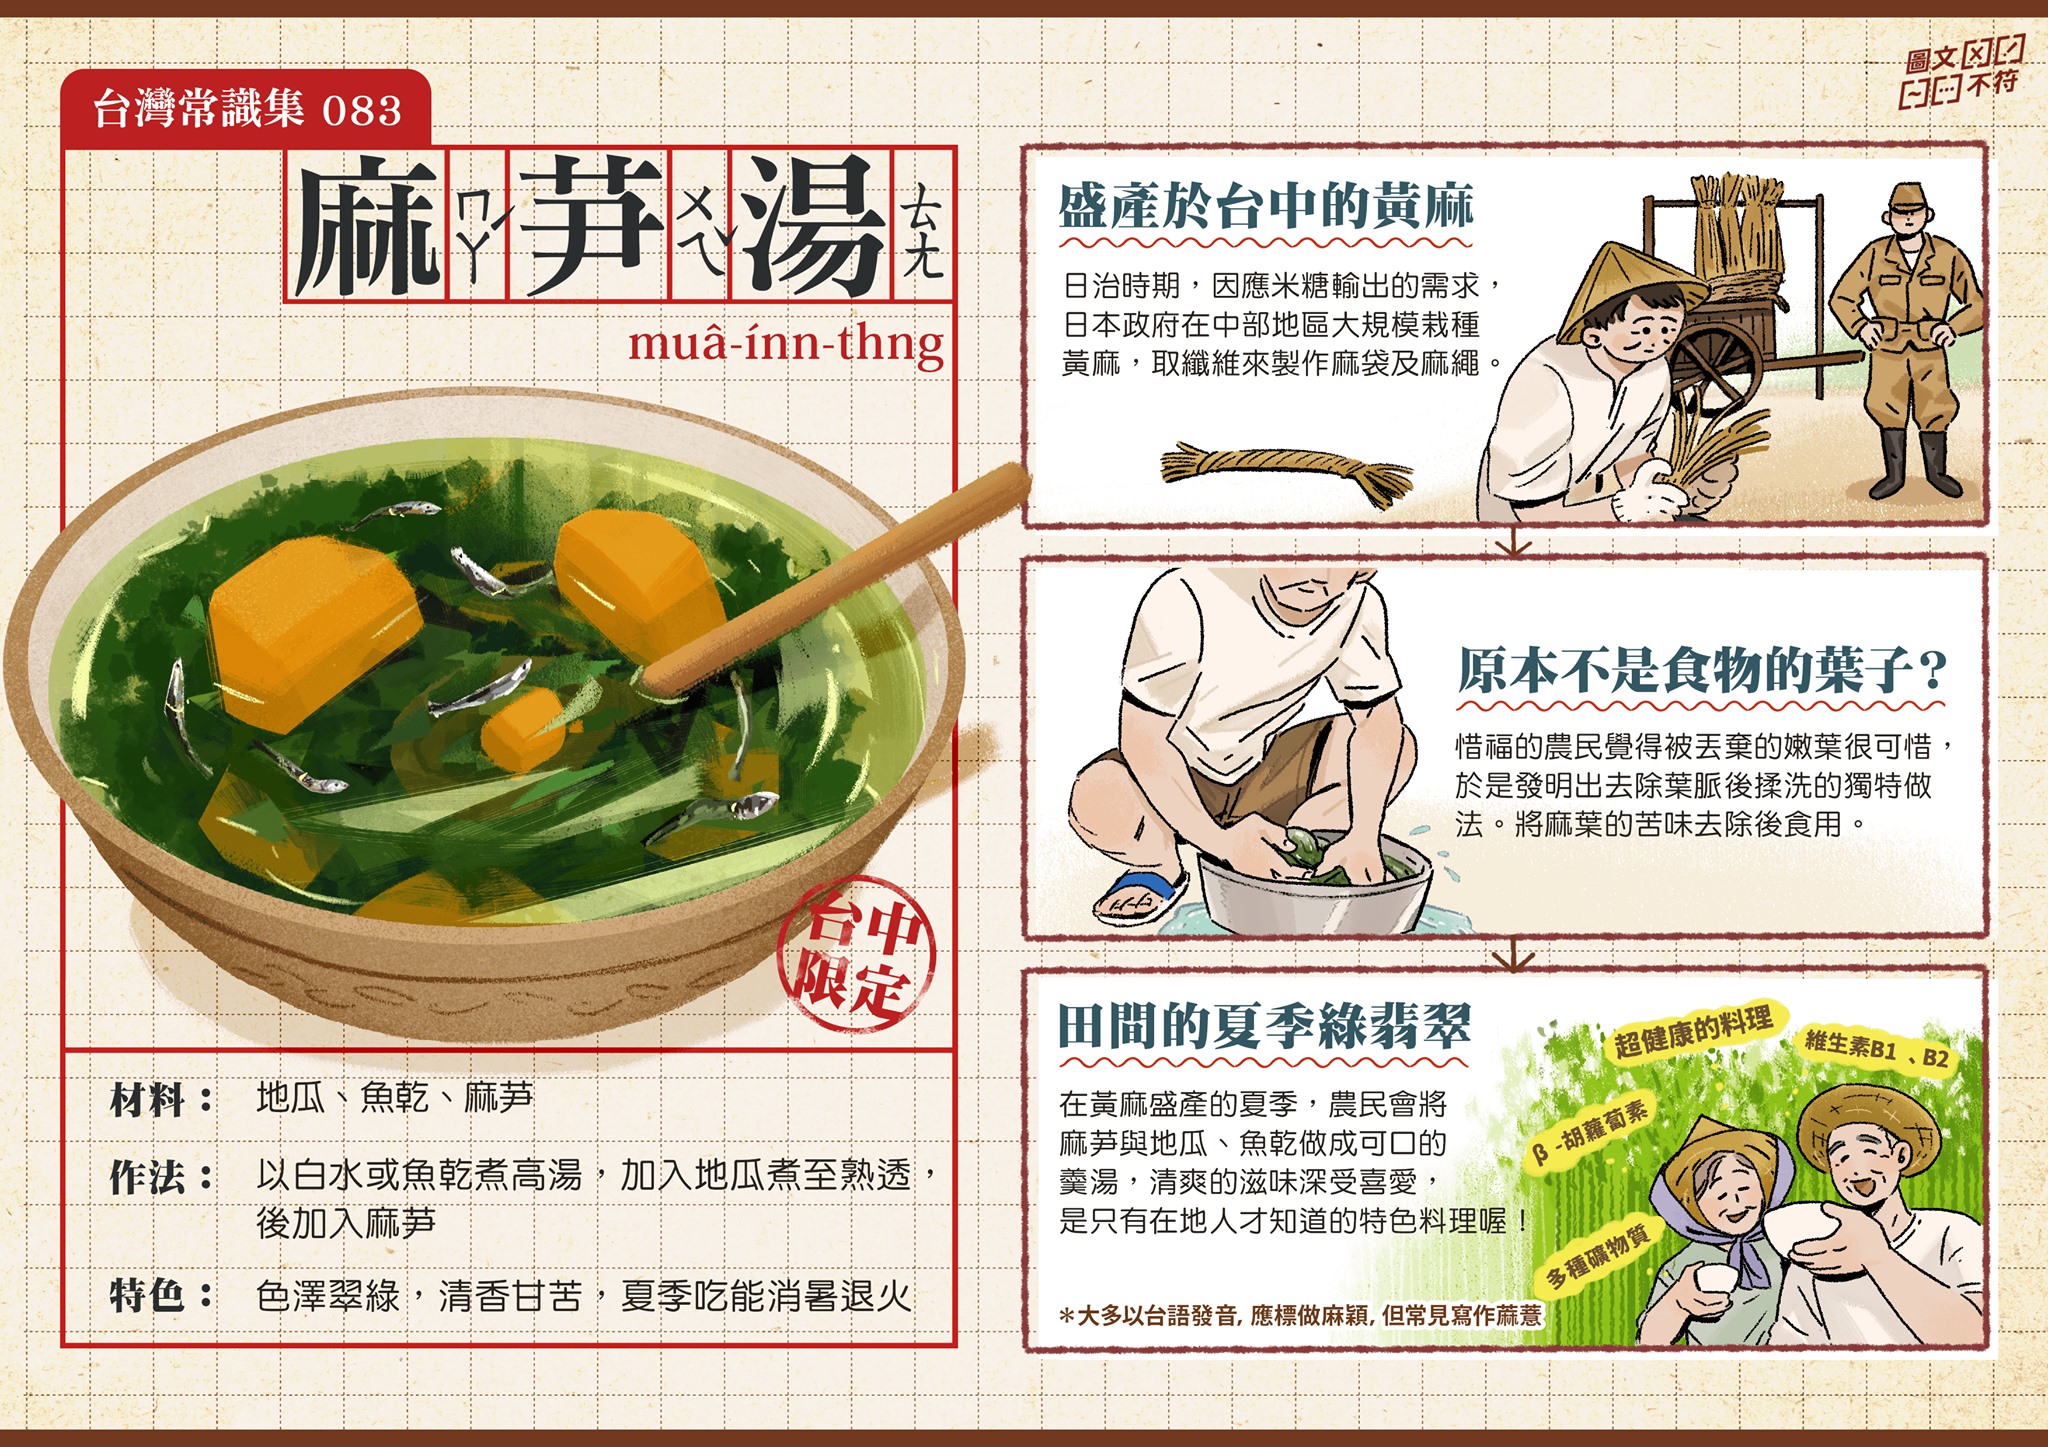 台灣常識集 083
圖文
不符
麻ㄇㄚˊ芛ㄨㄟˇ湯ㄊㄤ
muâ-ínn-thng
台中
限定
材料： 地瓜、魚乾、麻芛
作法： 以白水或魚乾煮高湯，加入地瓜煮至熟透，
後加入麻芛
特色： 色澤翠綠，清香甘苦，夏季吃能消暑退火
盛產於台中的黃麻
日治時期，因應米糖輸出的需求，
日本政府在中部地區大規模栽種
黃麻，取纖維來製作麻袋及麻繩。
原本不是食物的葉子？
惜福的農民覺得被丟棄的嫩葉很可惜，
於是發明出去除葉脈後揉洗的獨特做
法。將麻葉的苦味去除後食用。
田間的夏季綠翡翠
在黃麻盛產的夏季，農民會將
麻芛與地瓜、魚乾做成可口的
羹湯，清爽的滋味深受喜愛，
是只有在地人才知道的特色料理喔！
超健康的料理
維生素B1、B2
β-胡蘿蔔素
多種礦物質
＊大多以台語發音, 應標做麻穎, 但常見寫作蔴薏